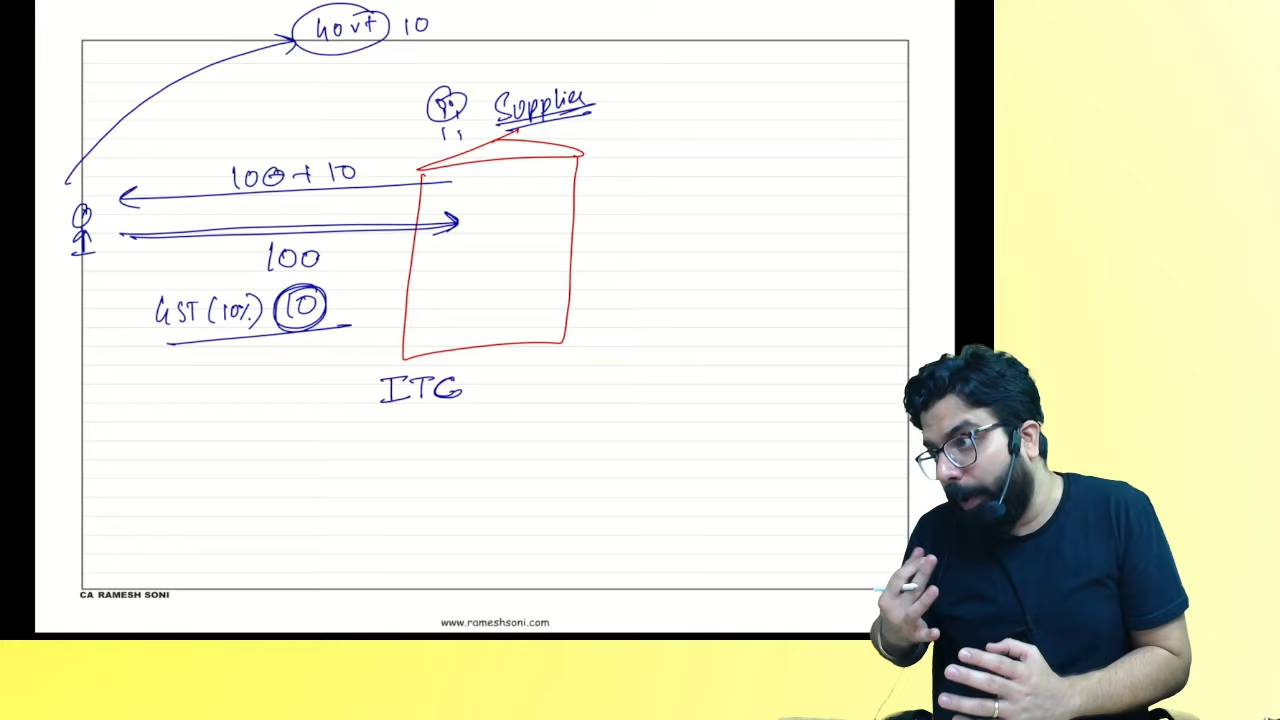 Govt 10
Supplier
100 + 10
100
GST (10%) 10
ITC
CA RAMESH SONI
www.rameshsoni.com